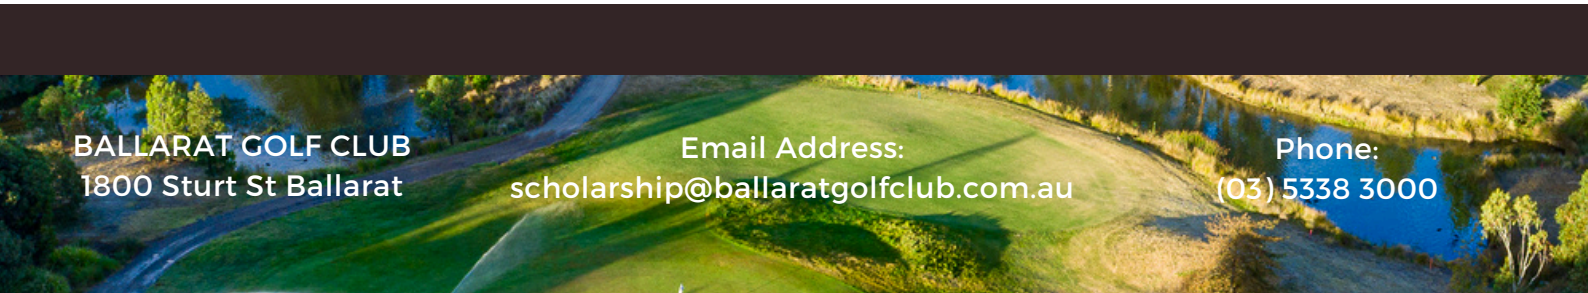 BALLARAT GOLF CLUB
1800 Sturt St Ballarat
Email Address:
scholarship@ballaratgolfclub.com.au
Phone:
(03) 5338 3000